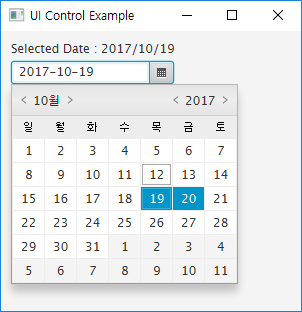 UI Control Example
Selected Date : 2017/10/19
2017-10-19
10월 2017
일 월 화 수 목 금 토
1 2 3 4 5 6 7
8 9 10 11 12 13 14
15 16 17 18 19 20 21
22 23 24 25 26 27 28
29 30 31 1 2 3 4
5 6 7 8 9 10 11